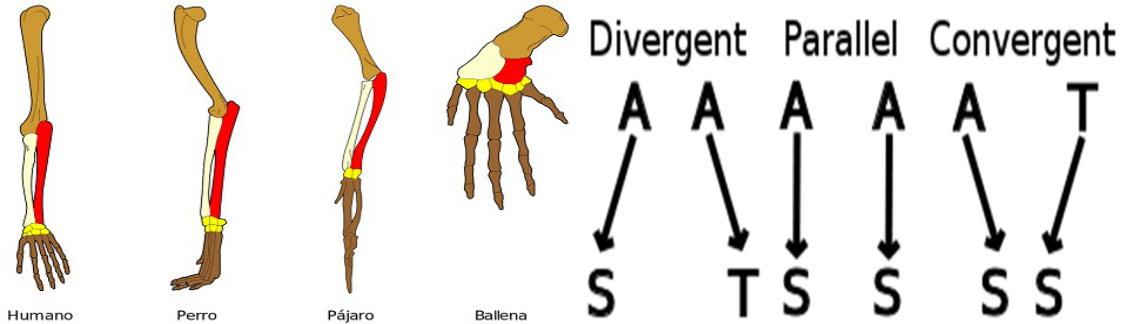 Humano Perro Pájaro Ballena
Divergent Parallel Convergent
A A A A A T
S T S S S S